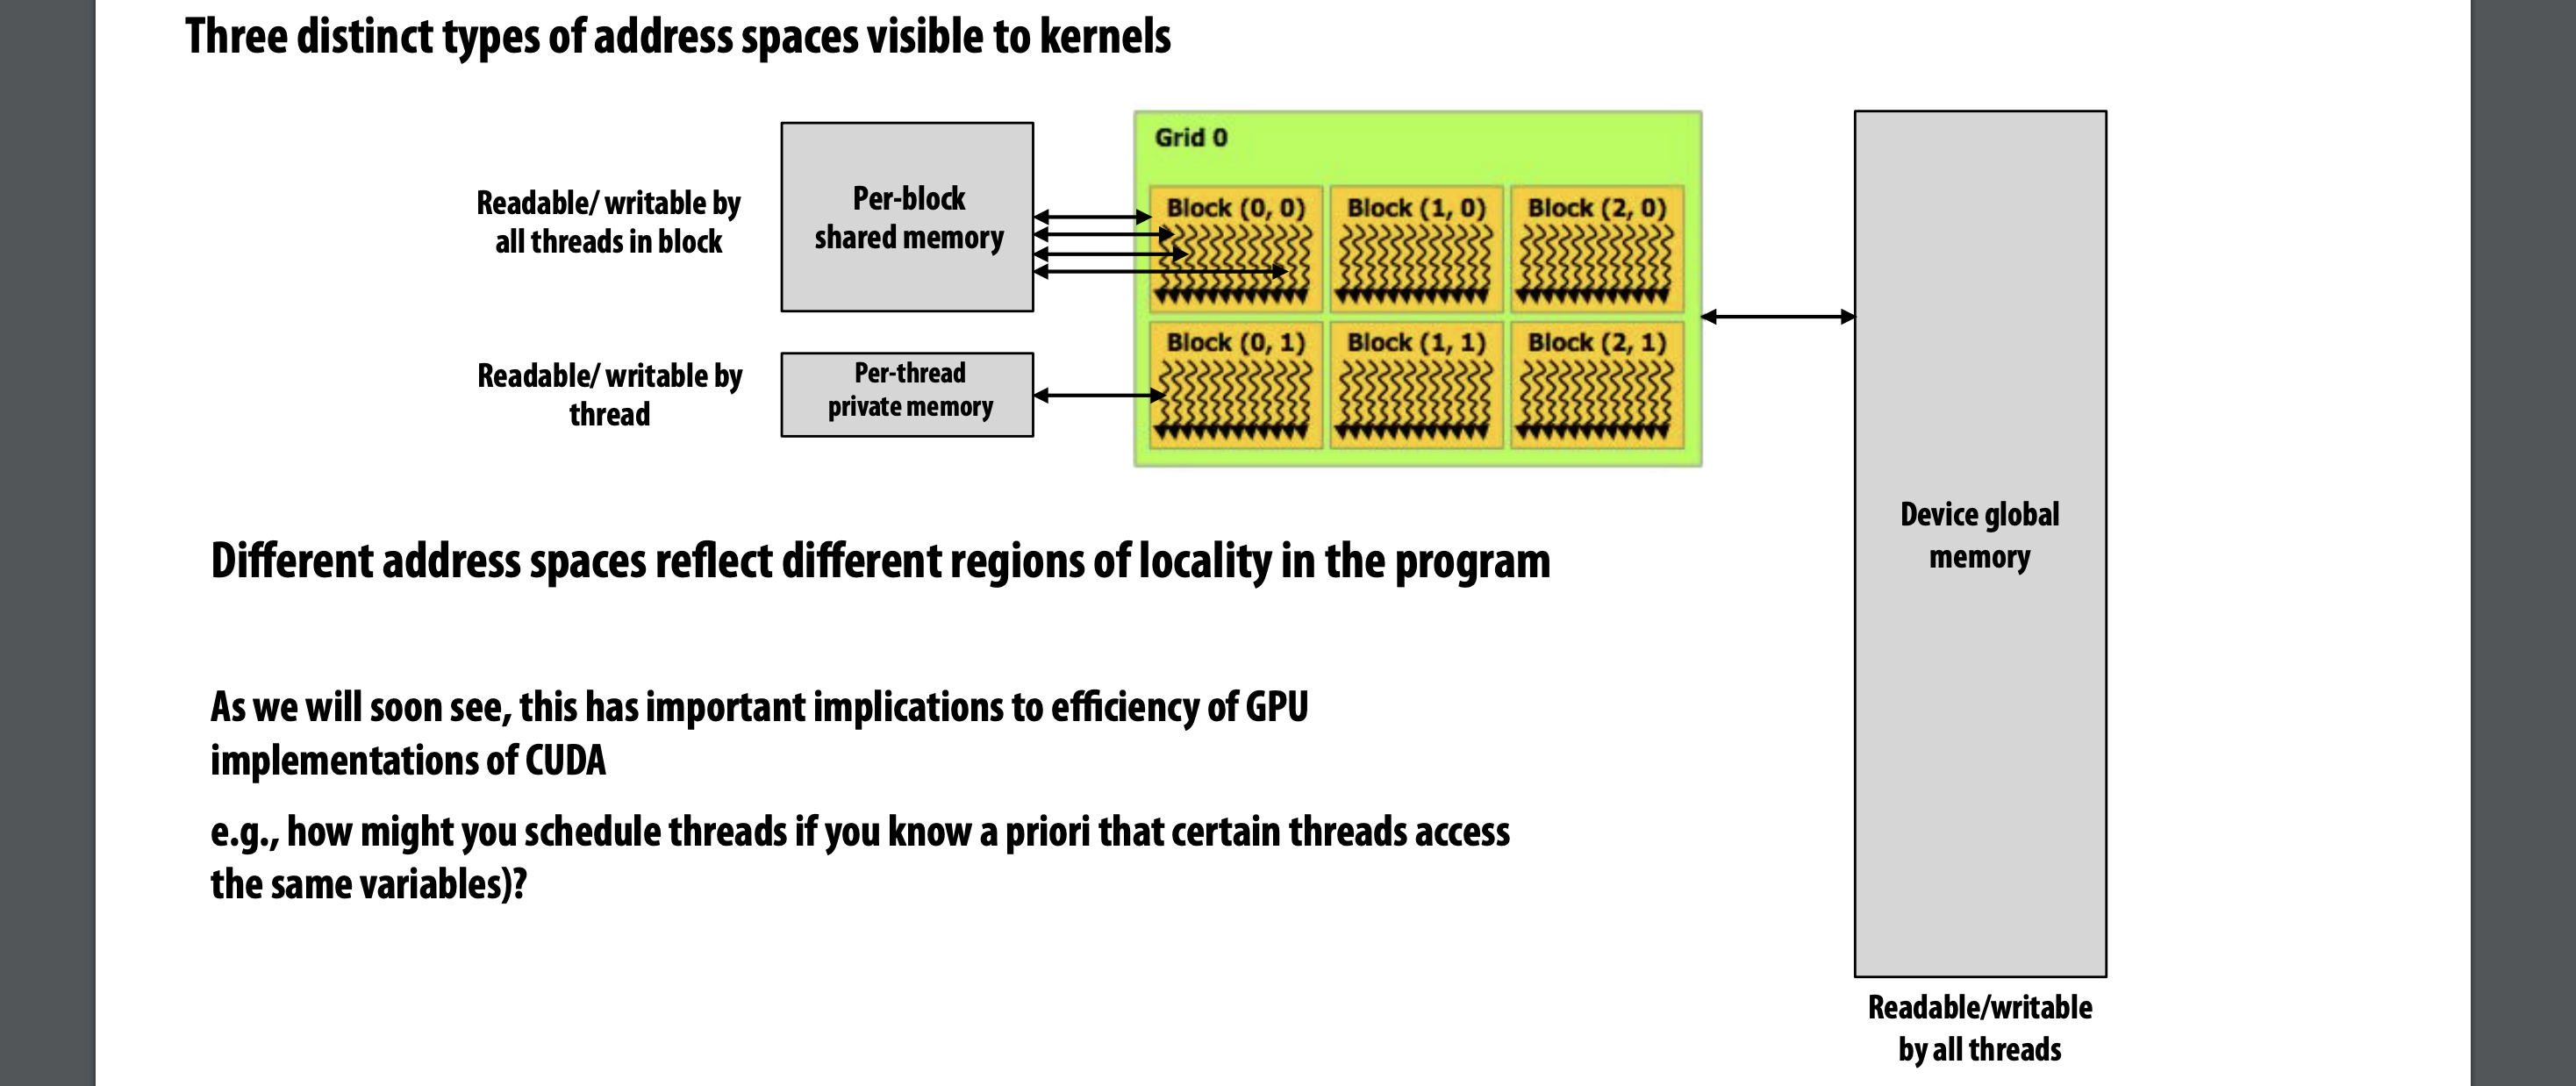 Three distinct types of address spaces visible to kernels
Readable/ writable by
all threads in block
Per-block
shared memory
Readable/ writable by
thread
Per-thread
private memory
Grid 0
Block (0, 0)
Block (1, 0)
Block (2, 0)
Block (0, 1)
Block (1, 1)
Block (2, 1)
Device global
memory
Readable/writable
by all threads
Different address spaces reflect different regions of locality in the program
As we will soon see, this has important implications to efficiency of GPU
implementations of CUDA
e.g., how might you schedule threads if you know a priori that certain threads access
the same variables)?